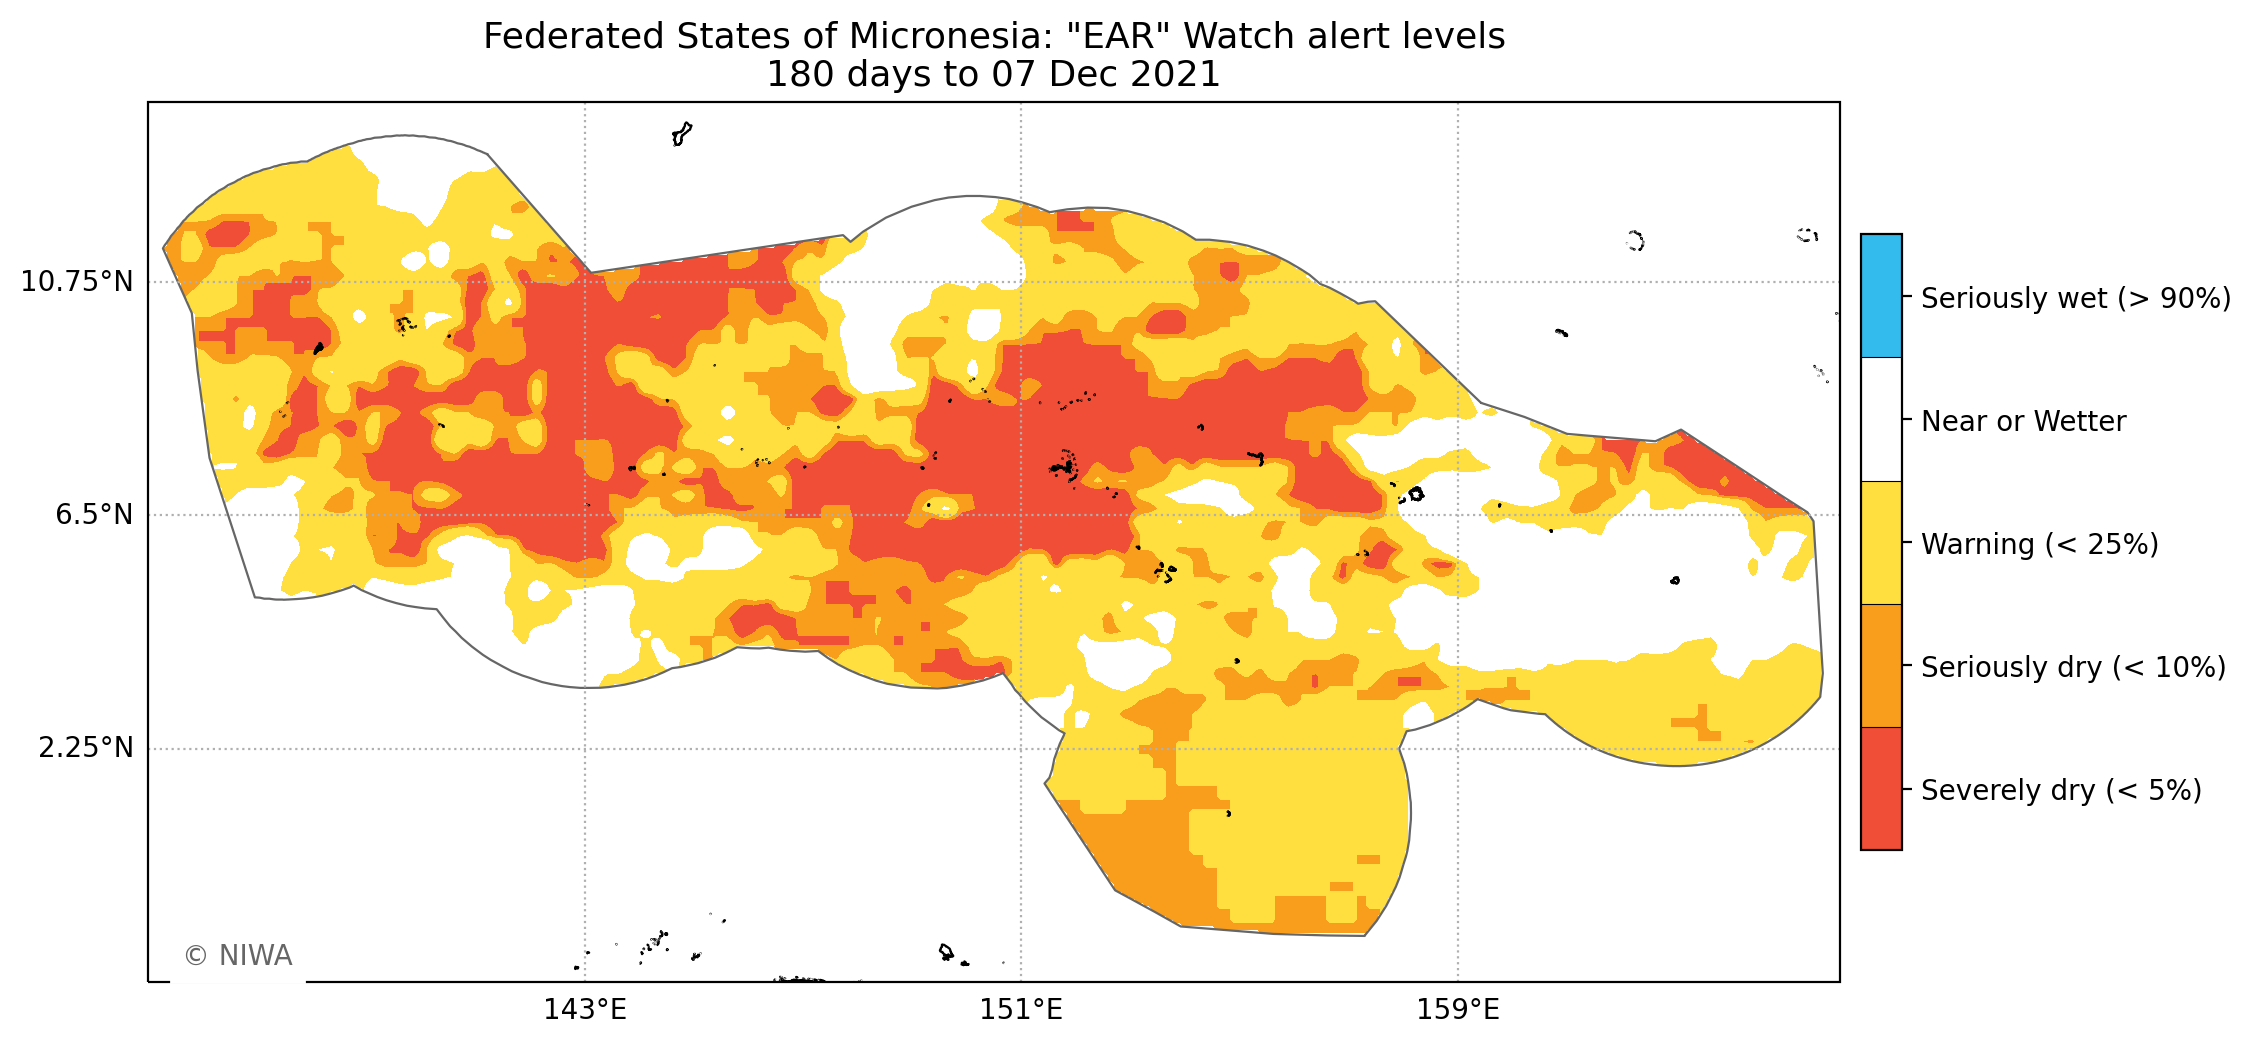 Federated States of Micronesia: "EAR" Watch alert levels
180 days to 07 Dec 2021
10.75°N
6.5°N
2.25°N
143°E
151°E
159°E
Seriously wet (> 90%)
Near or Wetter
Warning (< 25%)
Seriously dry (< 10%)
Severely dry (< 5%)
© NIWA